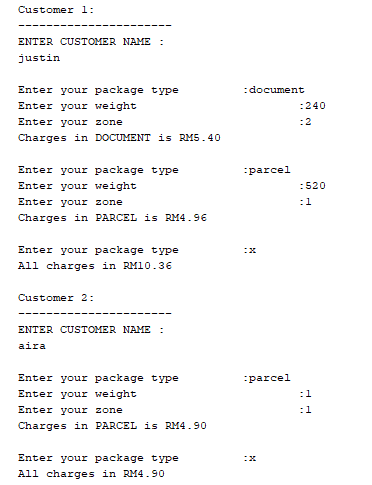 Customer 1:
----------------------
ENTER CUSTOMER NAME :
justin
Enter your package type :document
Enter your weight :240
Enter your zone :2
Charges in DOCUMENT is RM5.40
Enter your package type :parcel
Enter your weight :520
Enter your zone :1
Charges in PARCEL is RM4.96
Enter your package type :x
All charges in RM10.36
Customer 2:
----------------------
ENTER CUSTOMER NAME :
aira
Enter your package type :parcel
Enter your weight :1
Enter your zone :1
Charges in PARCEL is RM4.90
Enter your package type :x
All charges in RM4.90